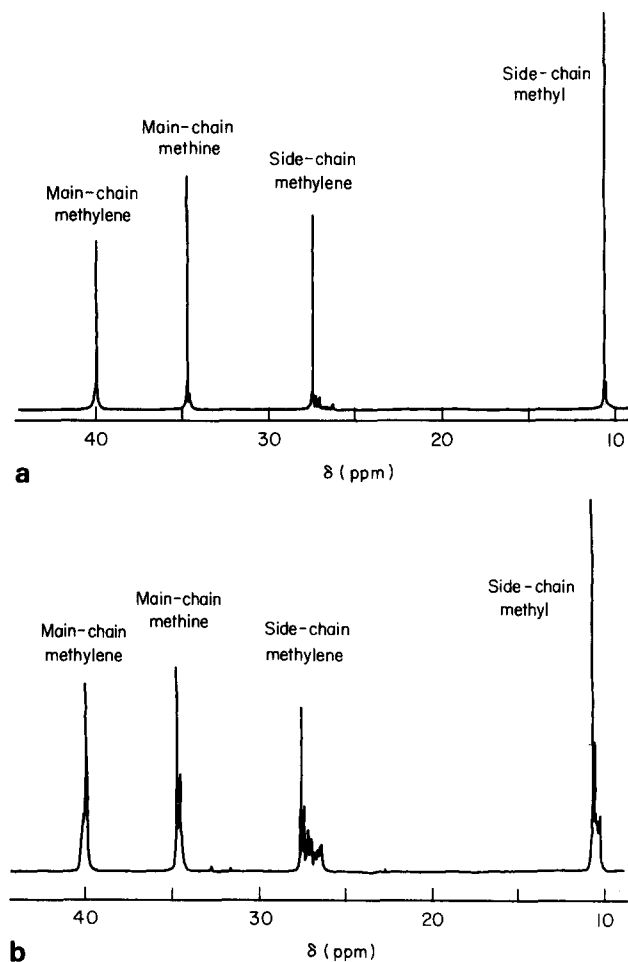 Side-chain
methyl
Main-chain
methine
Side-chain
methylene
Main-chain
methylene
40
30
20
10
δ (ppm)
a
Side-chain
methyl
Main-chain
methine
Main-chain
methylene
Side-chain
methylene
40
30
20
10
δ (ppm)
b